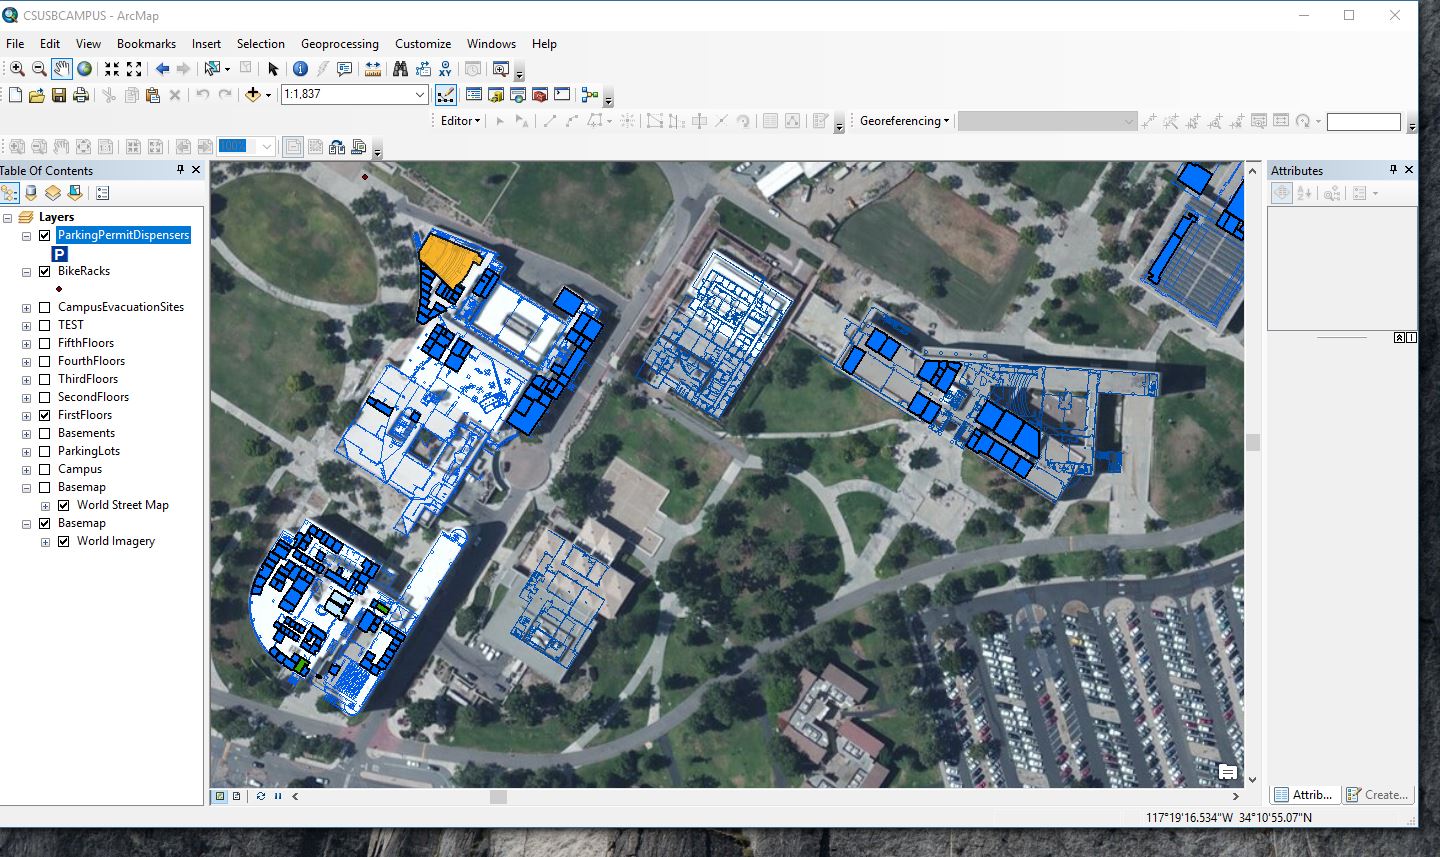 CSUSBCAMPUS - ArcMap
File Edit View Bookmarks Insert Selection Geoprocessing Customize Windows Help
XY
1:1,837
Editor Georeferencing
100%
Table Of Contents
Attributes
Layers
ParkingPermitDispensers
P
BikeRacks
CampusEvacuationSites
TEST
FifthFloors
FourthFloors
ThirdFloors
SecondFloors
FirstFloors
Basements
ParkingLots
Campus
Basemap
World Street Map
Basemap
World Imagery
Attrib... Create...
117°19'16.534"W 34°10'55.07"N